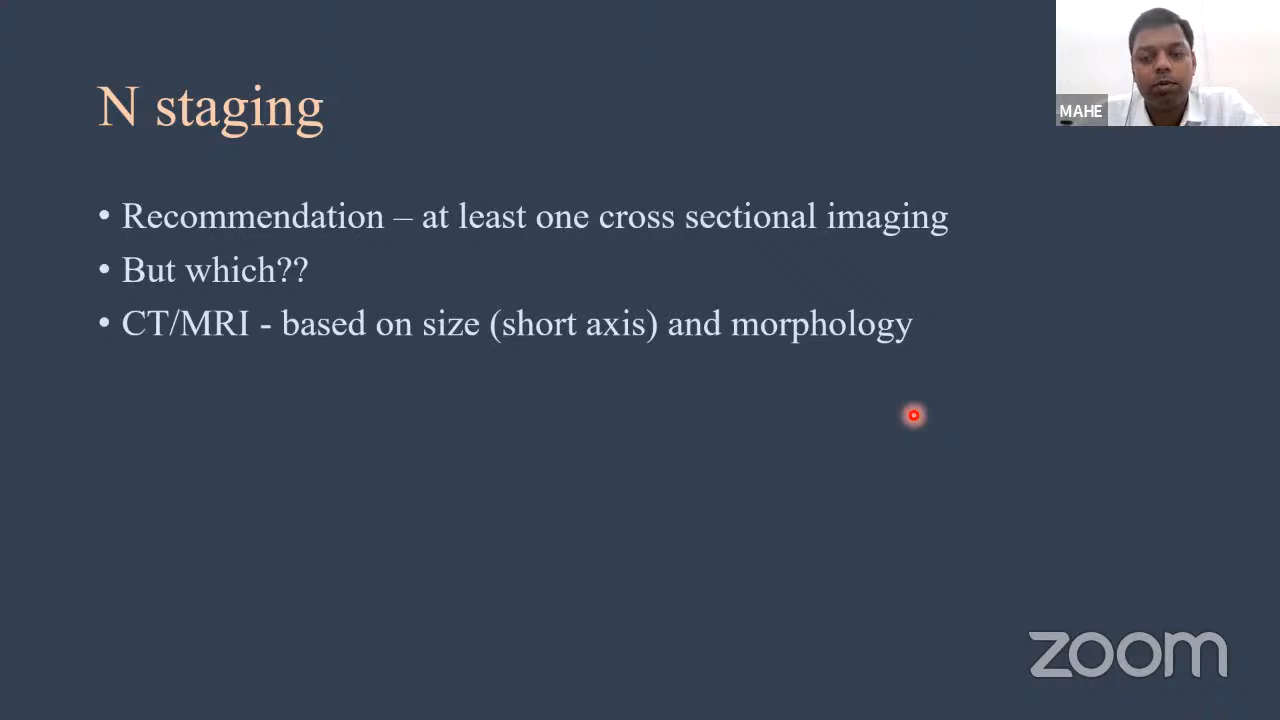 N staging
MAHE
• Recommendation – at least one cross sectional imaging
• But which??
• CT/MRI - based on size (short axis) and morphology
zoom